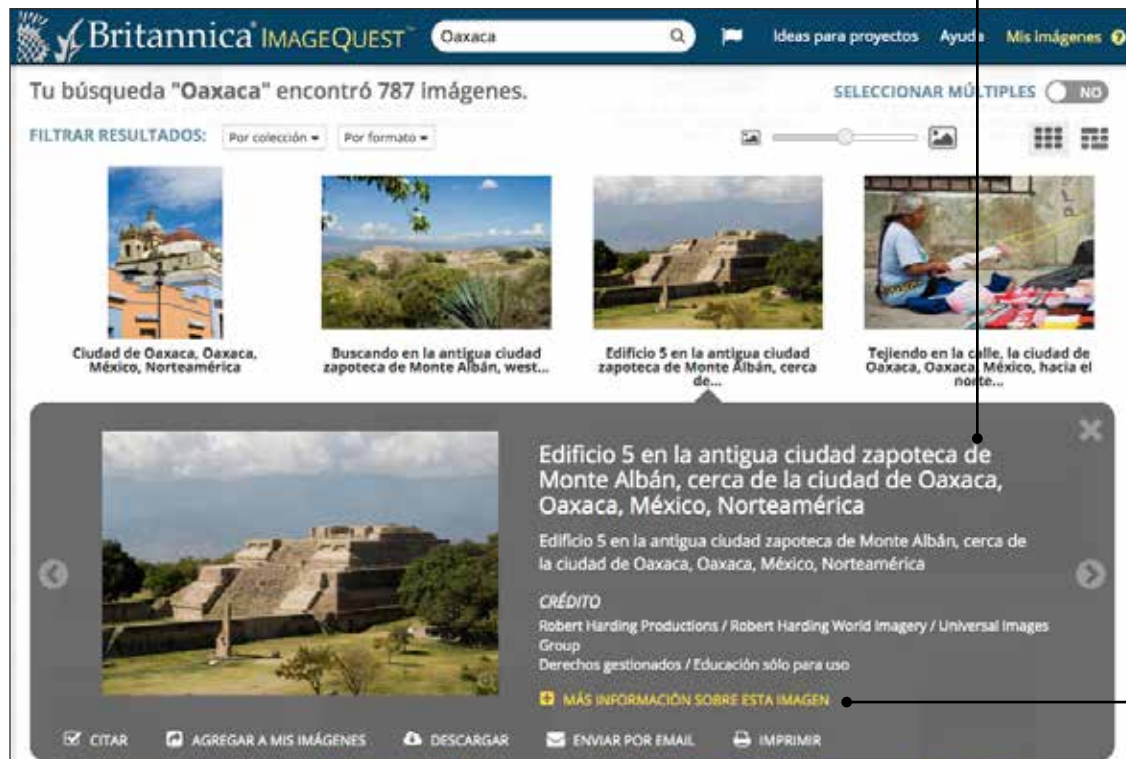 Britannica IMAGEQUEST™ Oaxaca Ideas para proyectos Ayuda Mis imágenes ?
Tu búsqueda "Oaxaca" encontró 787 imágenes.
SELECCIONAR MÚLTIPLES NO
FILTRAR RESULTADOS: Por colección Por formato
Ciudad de Oaxaca, Oaxaca,
México, Norteamérica
Buscando en la antigua ciudad
zapoteca de Monte Albán, west...
Edificio 5 en la antigua ciudad
zapoteca de Monte Albán, cerca
de...
Tejiendo en la calle, la ciudad de
Oaxaca, Oaxaca, México, hacia el
norte...
Edificio 5 en la antigua ciudad zapoteca de
Monte Albán, cerca de la ciudad de Oaxaca,
Oaxaca, México, Norteamérica
Edificio 5 en la antigua ciudad zapoteca de Monte Albán, cerca de
la ciudad de Oaxaca, Oaxaca, México, Norteamérica
CRÉDITO
Robert Harding Productions / Robert Harding World Imagery / Universal Images
Group
Derechos gestionados / Educación sólo para uso
MÁS INFORMACIÓN SOBRE ESTA IMAGEN
CITAR AGREGAR A MIS IMÁGENES DESCARGAR ENVIAR POR EMAIL IMPRIMIR